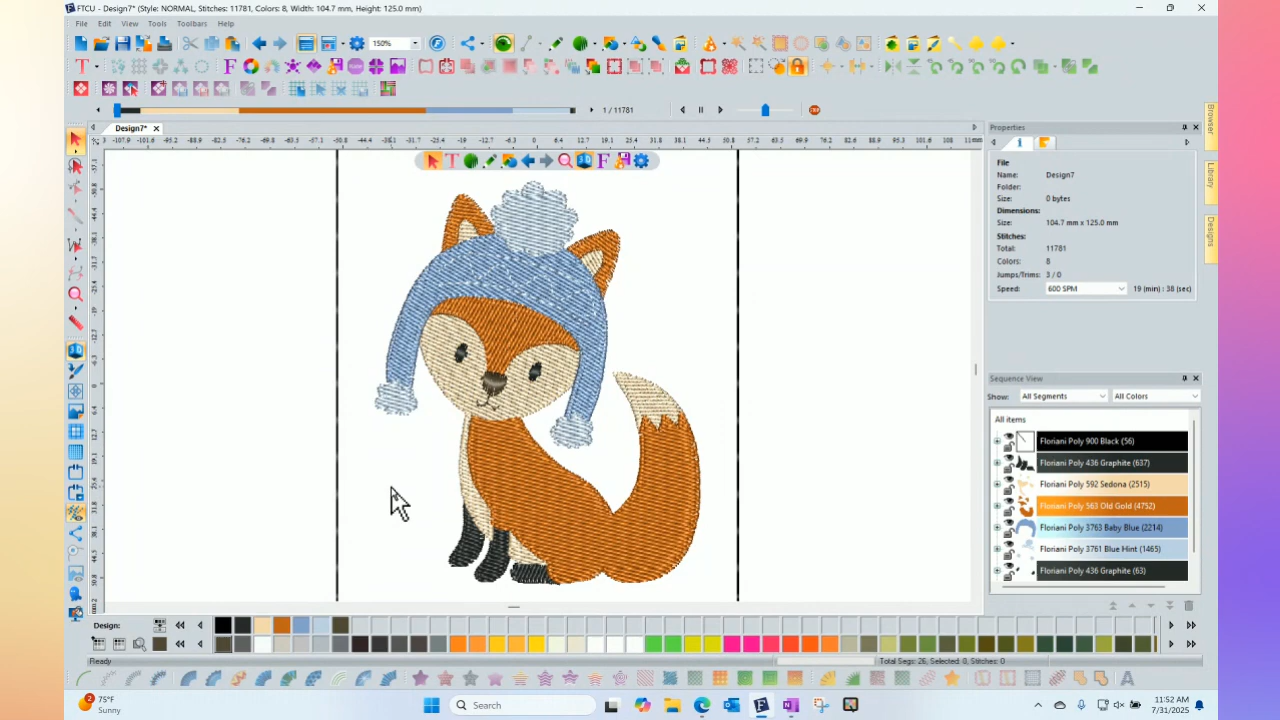 FTCU - Design7* (Style: NORMAL, Stitches: 11781, Colors: 8, Width: 104.7 mm, Height: 125.0 mm)
File Edit View Tools Toolbars Help
150%
1 / 11781
Design7*
Properties
File
Name: Design7
Folder:
Size: 0 bytes
Dimensions:
Size: 104.7 mm x 125.0 mm
Stitches:
Total: 11781
Colors: 8
Jumps/Trims: 3 / 0
Speed: 600 SPM 19 (min) : 38 (sec)
Browser
Library
Designs
Sequence View
Show: All Segments All Colors
All items
Floriani Poly 900 Black (56)
Floriani Poly 436 Graphite (637)
Floriani Poly 592 Sedona (2515)
Floriani Poly 563 Old Gold (4752)
Floriani Poly 3763 Baby Blue (2214)
Floriani Poly 3761 Blue Hint (1465)
Floriani Poly 436 Graphite (63)
Design:
Ready
Total Segs: 26, Selected: 0, Stitches: 0
75°F
Sunny
Search
11:52 AM
7/31/2025